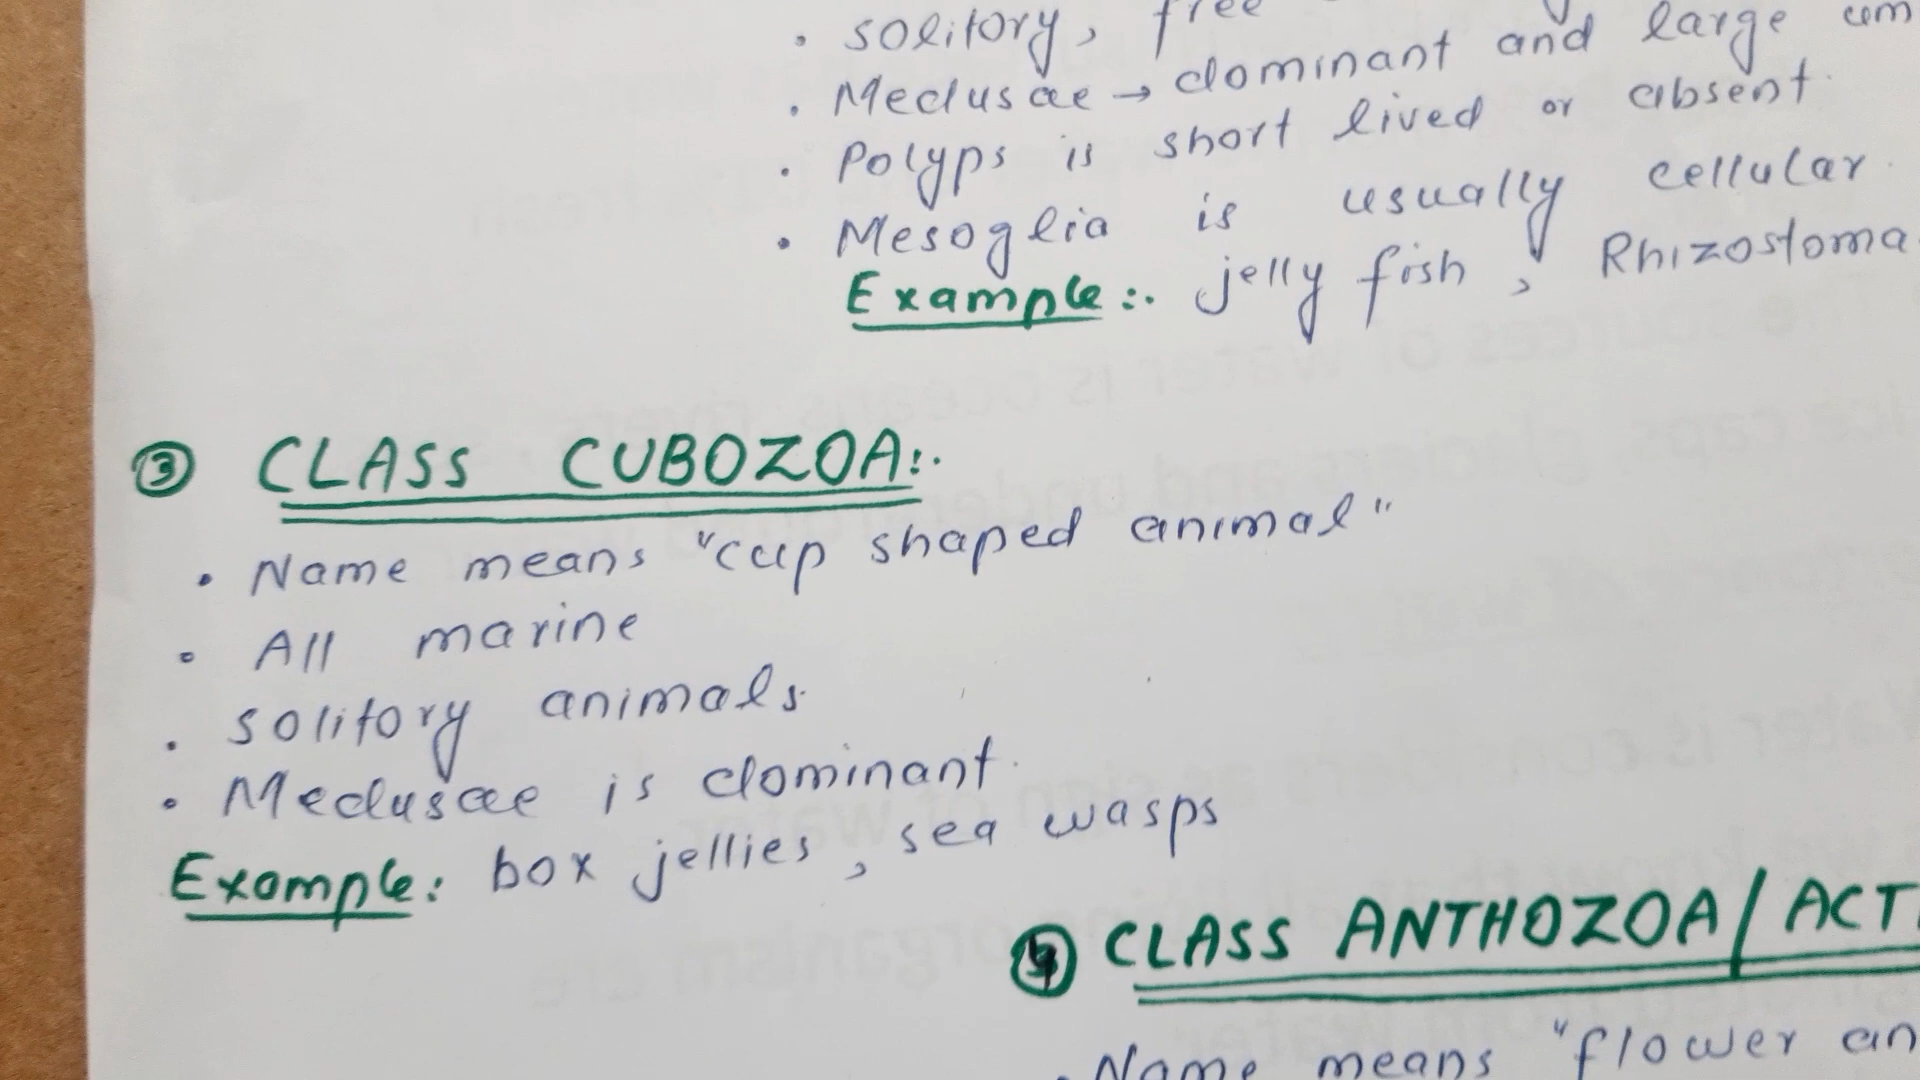 • solitory, free
• Medusae → dominant and large
• Polyps is short lived or absent.
• Mesoglia is usually cellular.
Example:. jelly fish, Rhizostoma
③ CLASS CUBOZOA:.
• Name means "cup shaped animal"
• All marine
• solitory animals.
• Medusae is dominant.
Example: box jellies, sea wasps
④ CLASS ANTHOZOA/ACT
• Name means "flower an